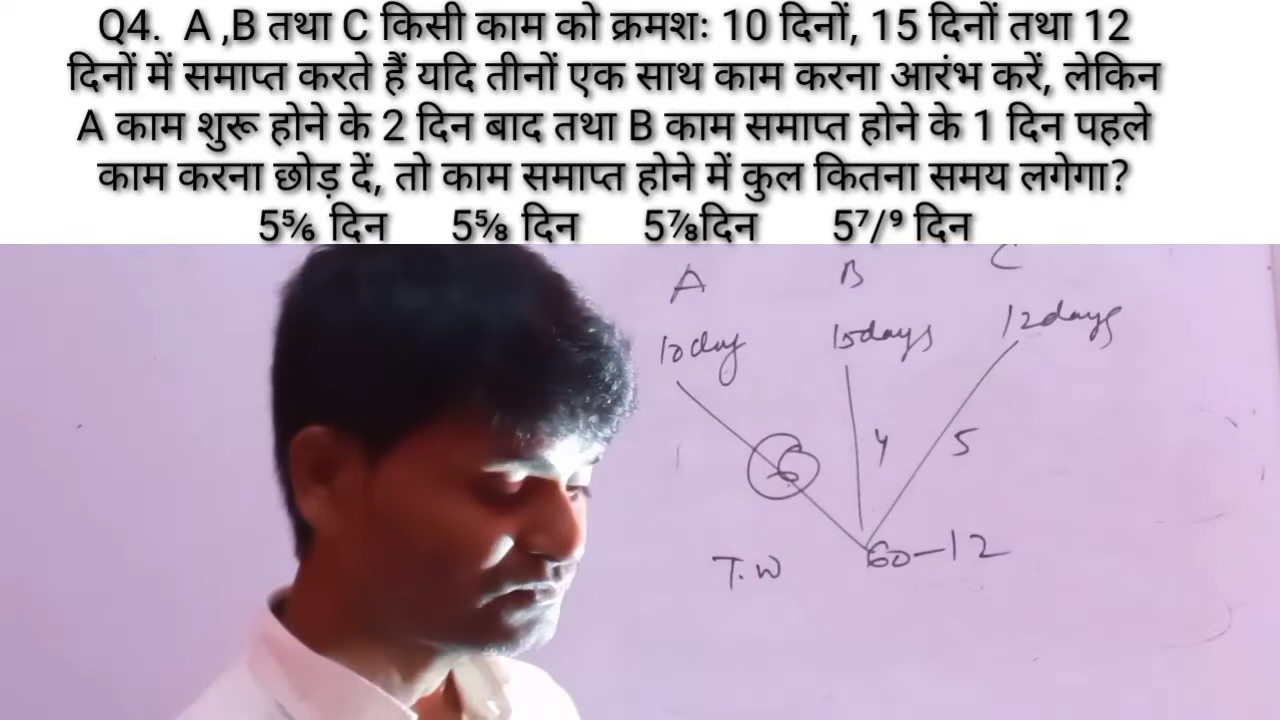 Q4. A ,B तथा C किसी काम को क्रमशः 10 दिनों, 15 दिनों तथा 12
दिनों में समाप्त करते हैं यदि तीनों एक साथ काम करना आरंभ करें, लेकिन
A काम शुरू होने के 2 दिन बाद तथा B काम समाप्त होने के 1 दिन पहले
काम करना छोड़ दें, तो काम समाप्त होने में कुल कितना समय लगेगा?
5⅚ दिन 5⅝ दिन 5⅞दिन 5⁷/⁹ दिन
A B C
10day 15days 12days
6 4 5
T.W 60-12